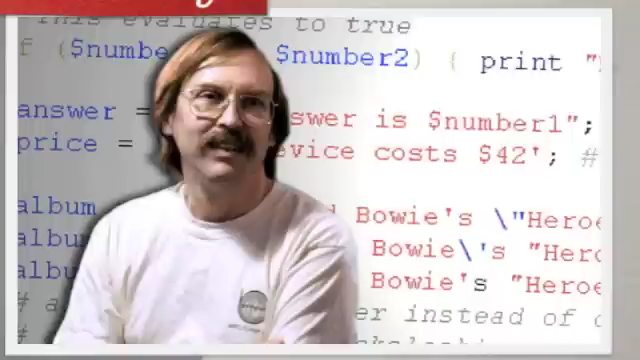 This evaluates to true
f ($numbe $number2) { print "
answer = swer is $number1";
price = evice costs $42'; #
album d Bowie's \"Heroe
albu Bowie\'s "Heroe
albu Bowie's "Heroe
# a er instead of c
#